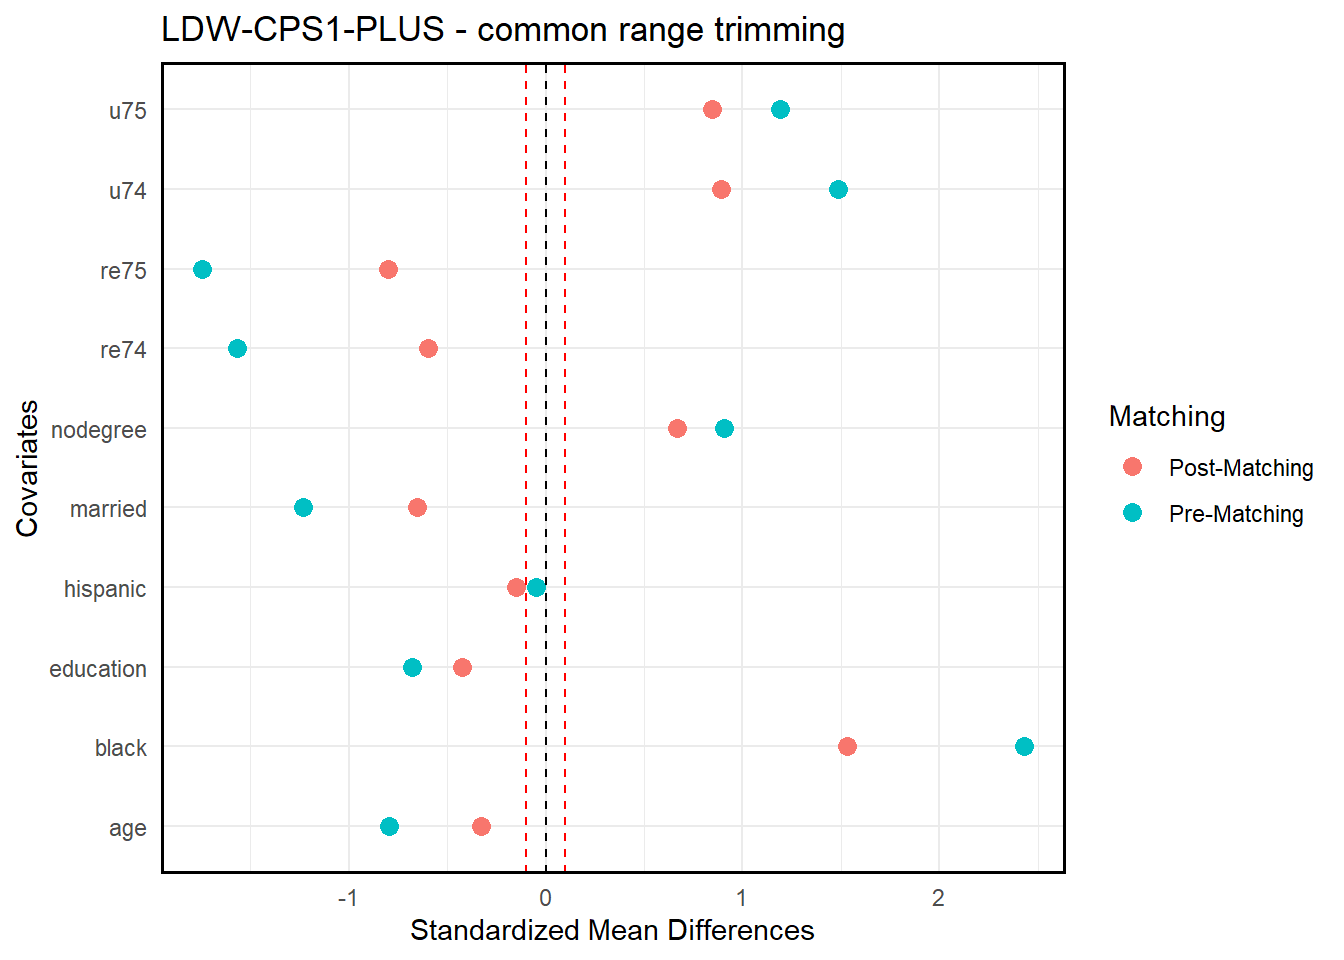 LDW-CPS1-PLUS - common range trimming
u75
u74
re75
re74
nodegree
married
hispanic
education
black
age
Covariates
-1
0
1
2
Standardized Mean Differences
Matching
Post-Matching
Pre-Matching